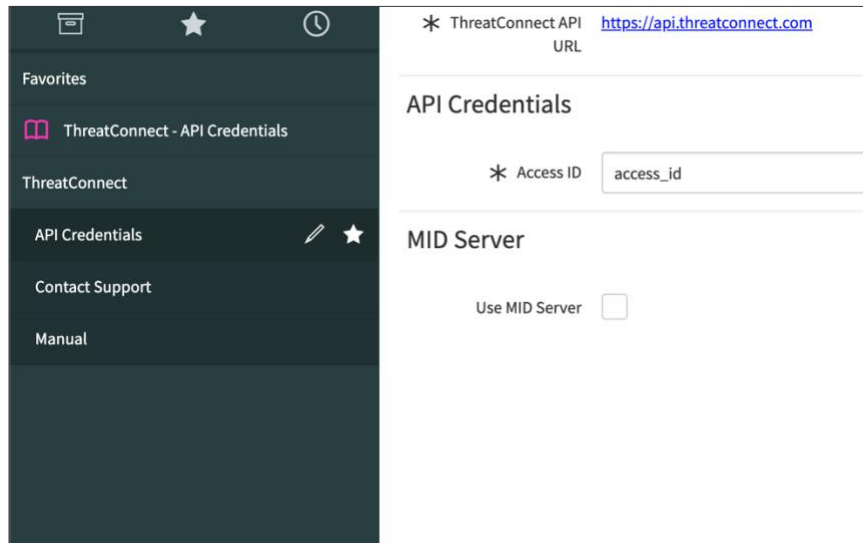 Favorites
ThreatConnect - API Credentials
ThreatConnect
API Credentials
Contact Support
Manual
ThreatConnect API
URL
https://api.threatconnect.com
API Credentials
Access ID
access_id
MID Server
Use MID Server